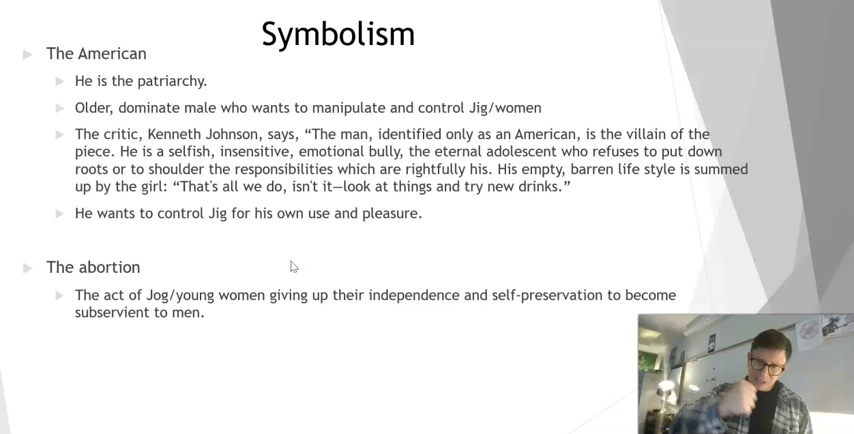 Symbolism
The American
He is the patriarchy.
Older, dominate male who wants to manipulate and control Jig/women
The critic, Kenneth Johnson, says, “The man, identified only as an American, is the villain of the
piece. He is a selfish, insensitive, emotional bully, the eternal adolescent who refuses to put down
roots or to shoulder the responsibilities which are rightfully his. His empty, barren life style is summed
up by the girl: “That's all we do, isn't it—look at things and try new drinks.”
He wants to control Jig for his own use and pleasure.
The abortion
The act of Jog/young women giving up their independence and self-preservation to become
subservient to men.